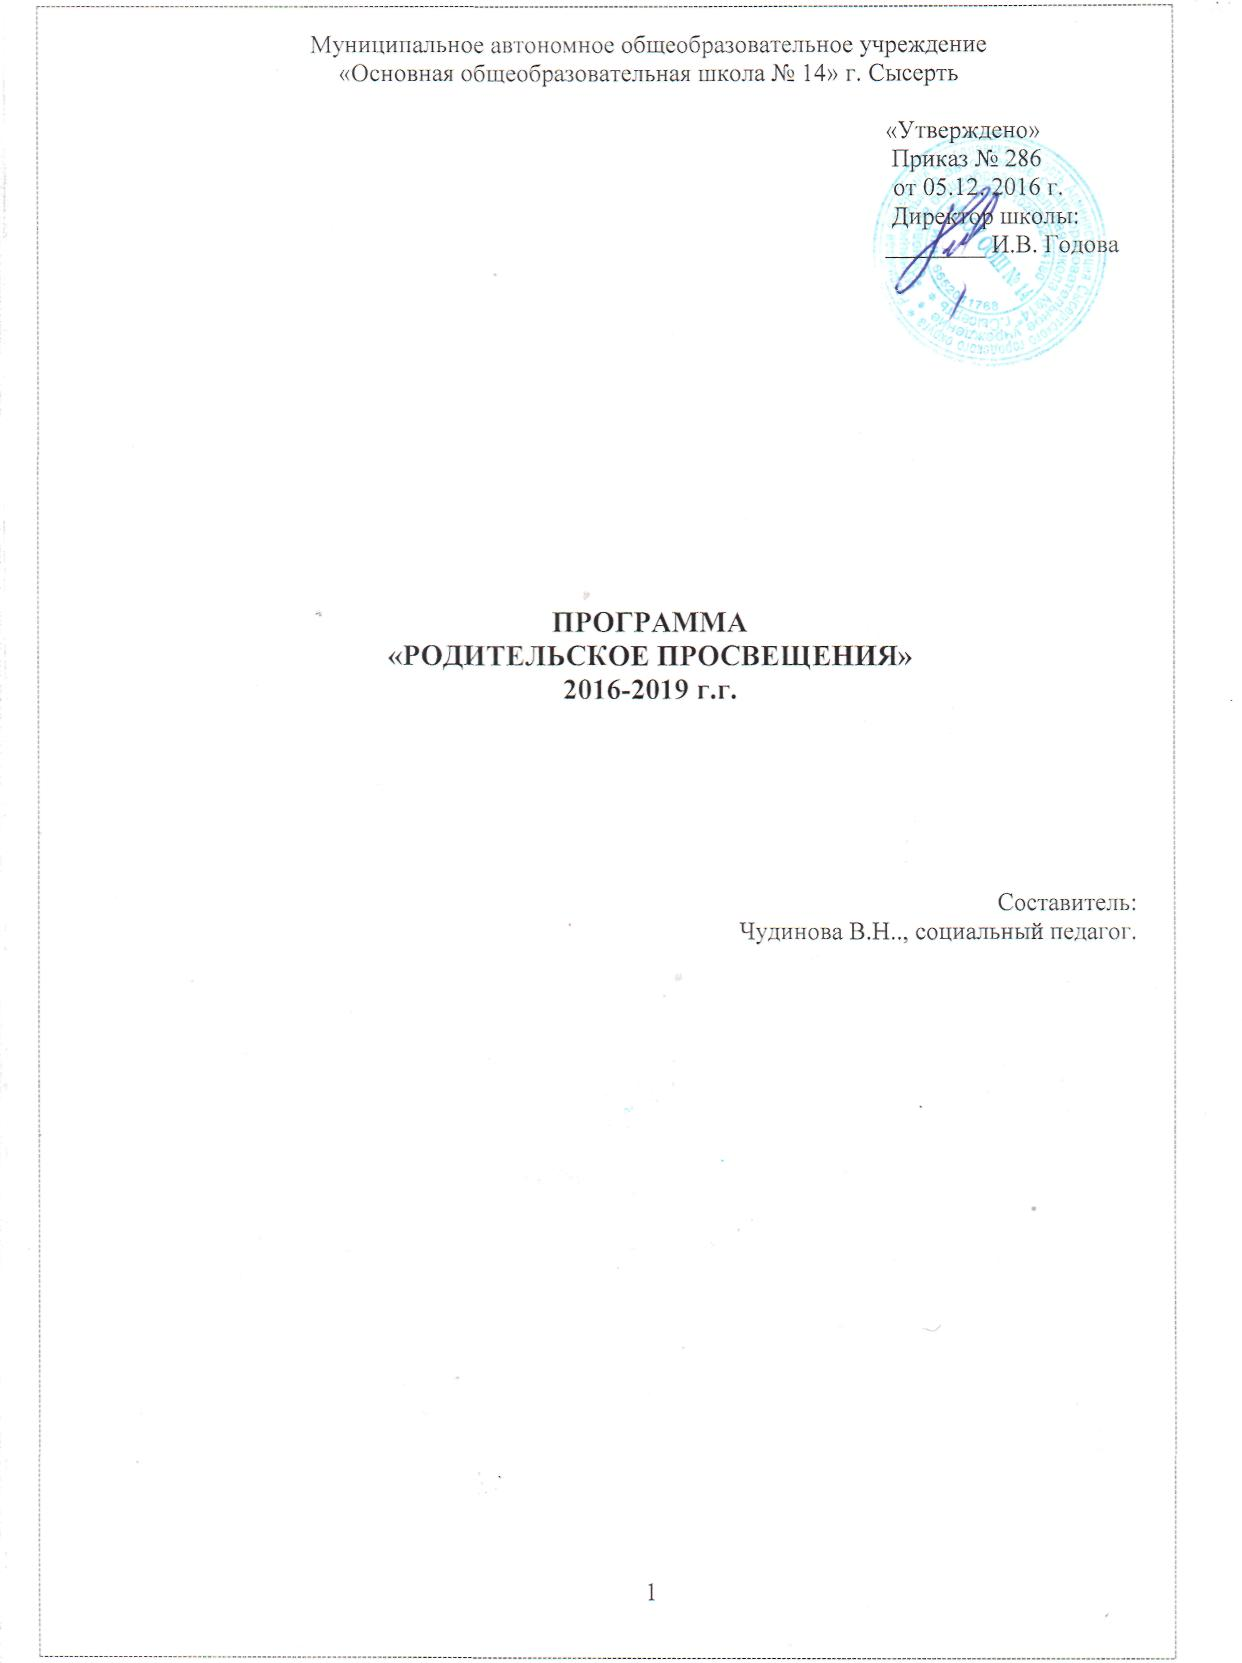 Муниципальное автономное общеобразовательное учреждение
«Основная общеобразовательная школа № 14» г. Сысерть
«Утверждено»
Приказ № 286
от 05.12. 2016 г.
Директор школы:
________ И.В. Годова
ПРОГРАММА
«РОДИТЕЛЬСКОЕ ПРОСВЕЩЕНИЯ»
2016-2019 г.г.
Составитель:
Чудинова В.Н.., социальный педагог.
1